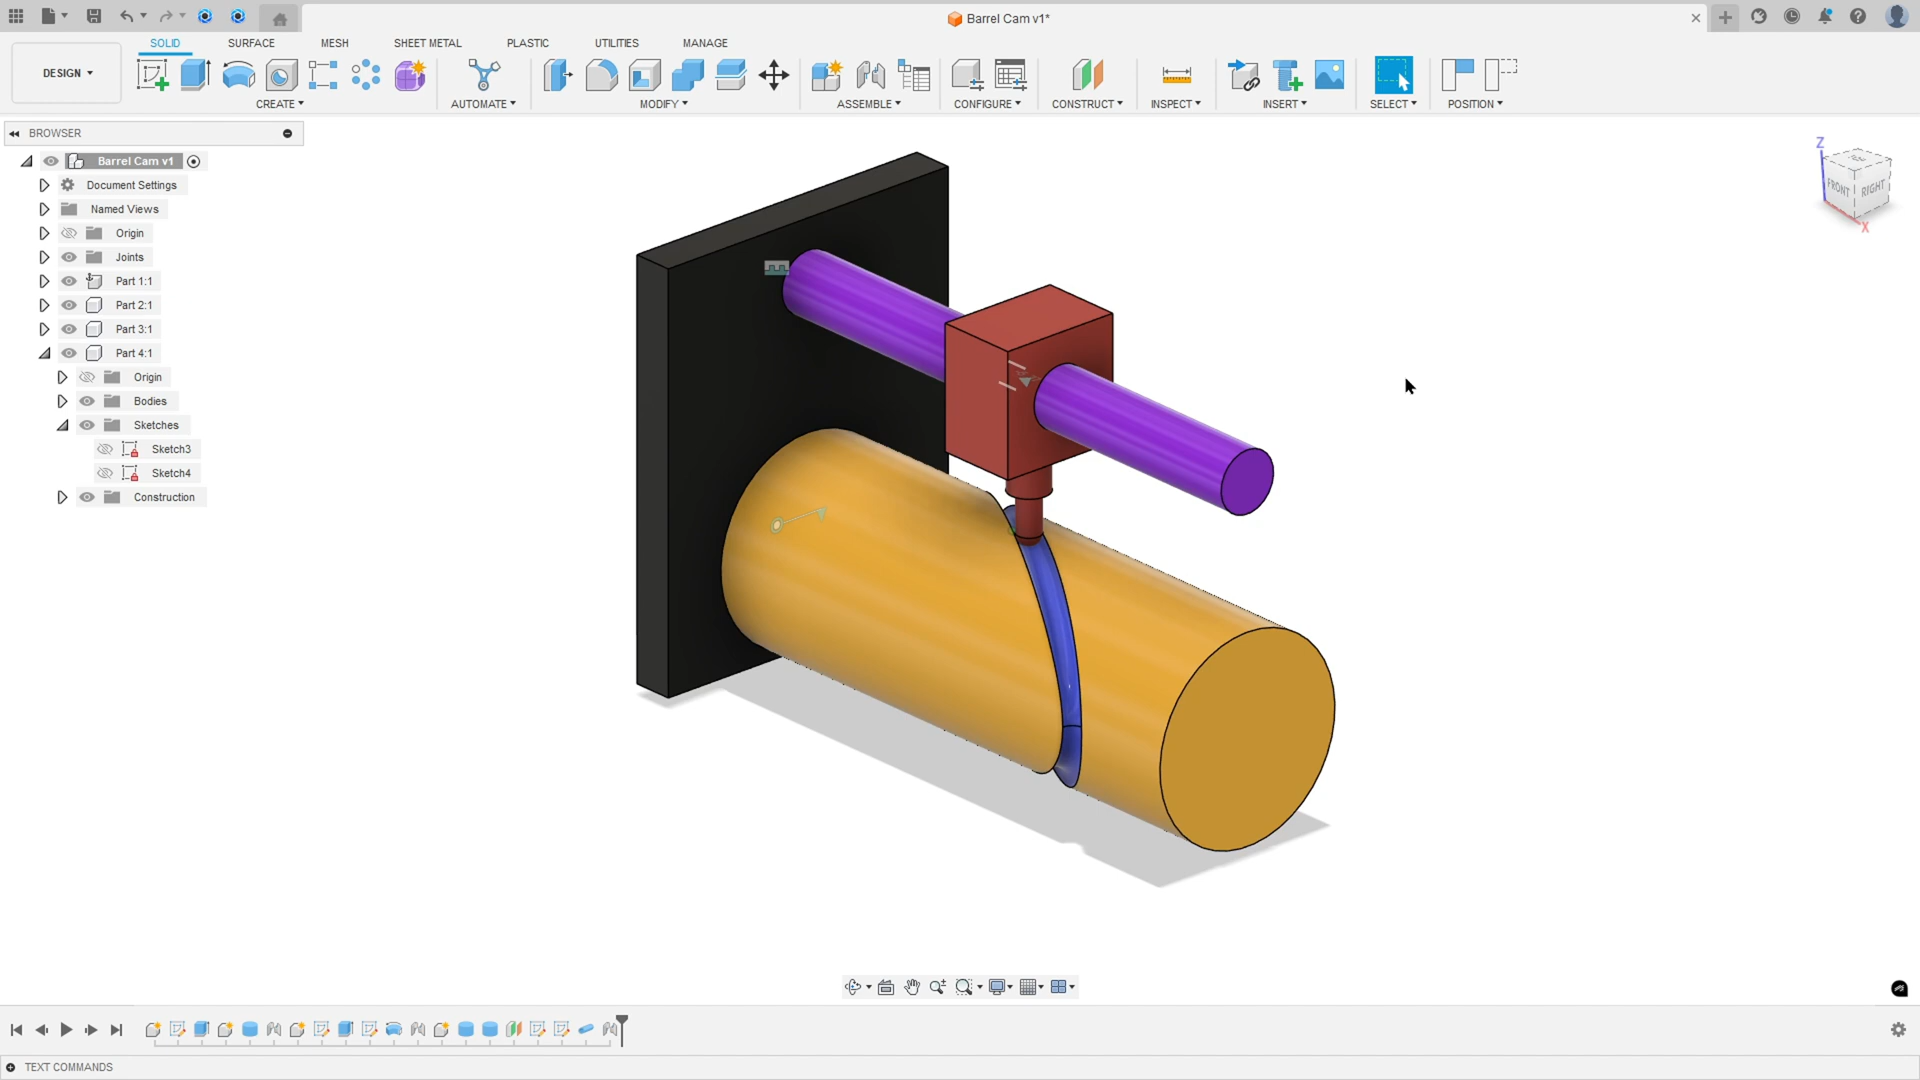 Barrel Cam v1*
SOLID SURFACE MESH SHEET METAL PLASTIC UTILITIES MANAGE
DESIGN
CREATE AUTOMATE MODIFY ASSEMBLE CONFIGURE CONSTRUCT INSPECT INSERT SELECT POSITION
BROWSER
Barrel Cam v1
Document Settings
Named Views
Origin
Joints
Part 1:1
Part 2:1
Part 3:1
Part 4:1
Origin
Bodies
Sketches
Sketch3
Sketch4
Construction
Z
TOP
FRONT RIGHT
X
TEXT COMMANDS